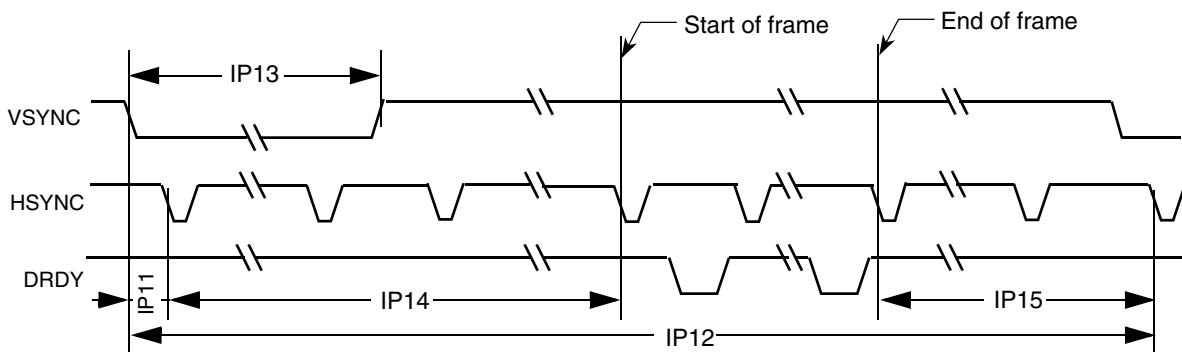 Start of frame
End of frame
IP13
VSYNC
HSYNC
DRDY
IP11
IP14
IP15
IP12